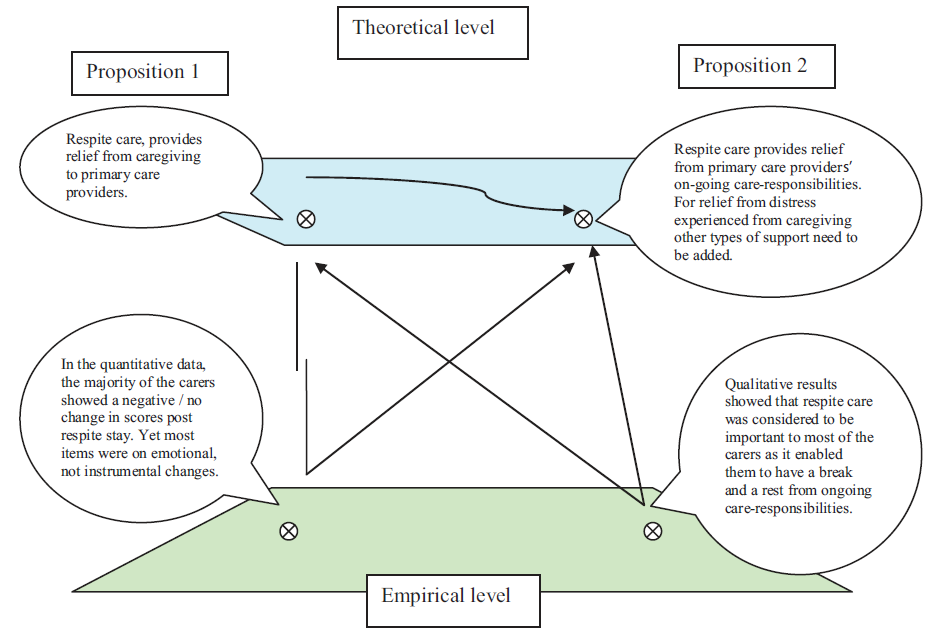 Theoretical level
Proposition 1
Proposition 2
Respite care, provides
relief from caregiving
to primary care
providers.
Respite care provides relief
from primary care providers'
on-going care-responsibilities.
For relief from distress
experienced from caregiving
other types of support need to
be added.
In the quantitative data,
the majority of the carers
showed a negative / no
change in scores post
respite stay. Yet most
items were on emotional,
not instrumental changes.
Qualitative results
showed that respite care
was considered to be
important to most of the
carers as it enabled
them to have a break
and a rest from ongoing
care-responsibilities.
Empirical level